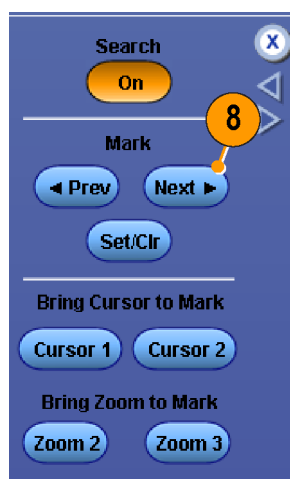 Search
X
On
8
Mark
◄ Prev Next ►
Set/Clr
Bring Cursor to Mark
Cursor 1 Cursor 2
Bring Zoom to Mark
Zoom 2 Zoom 3